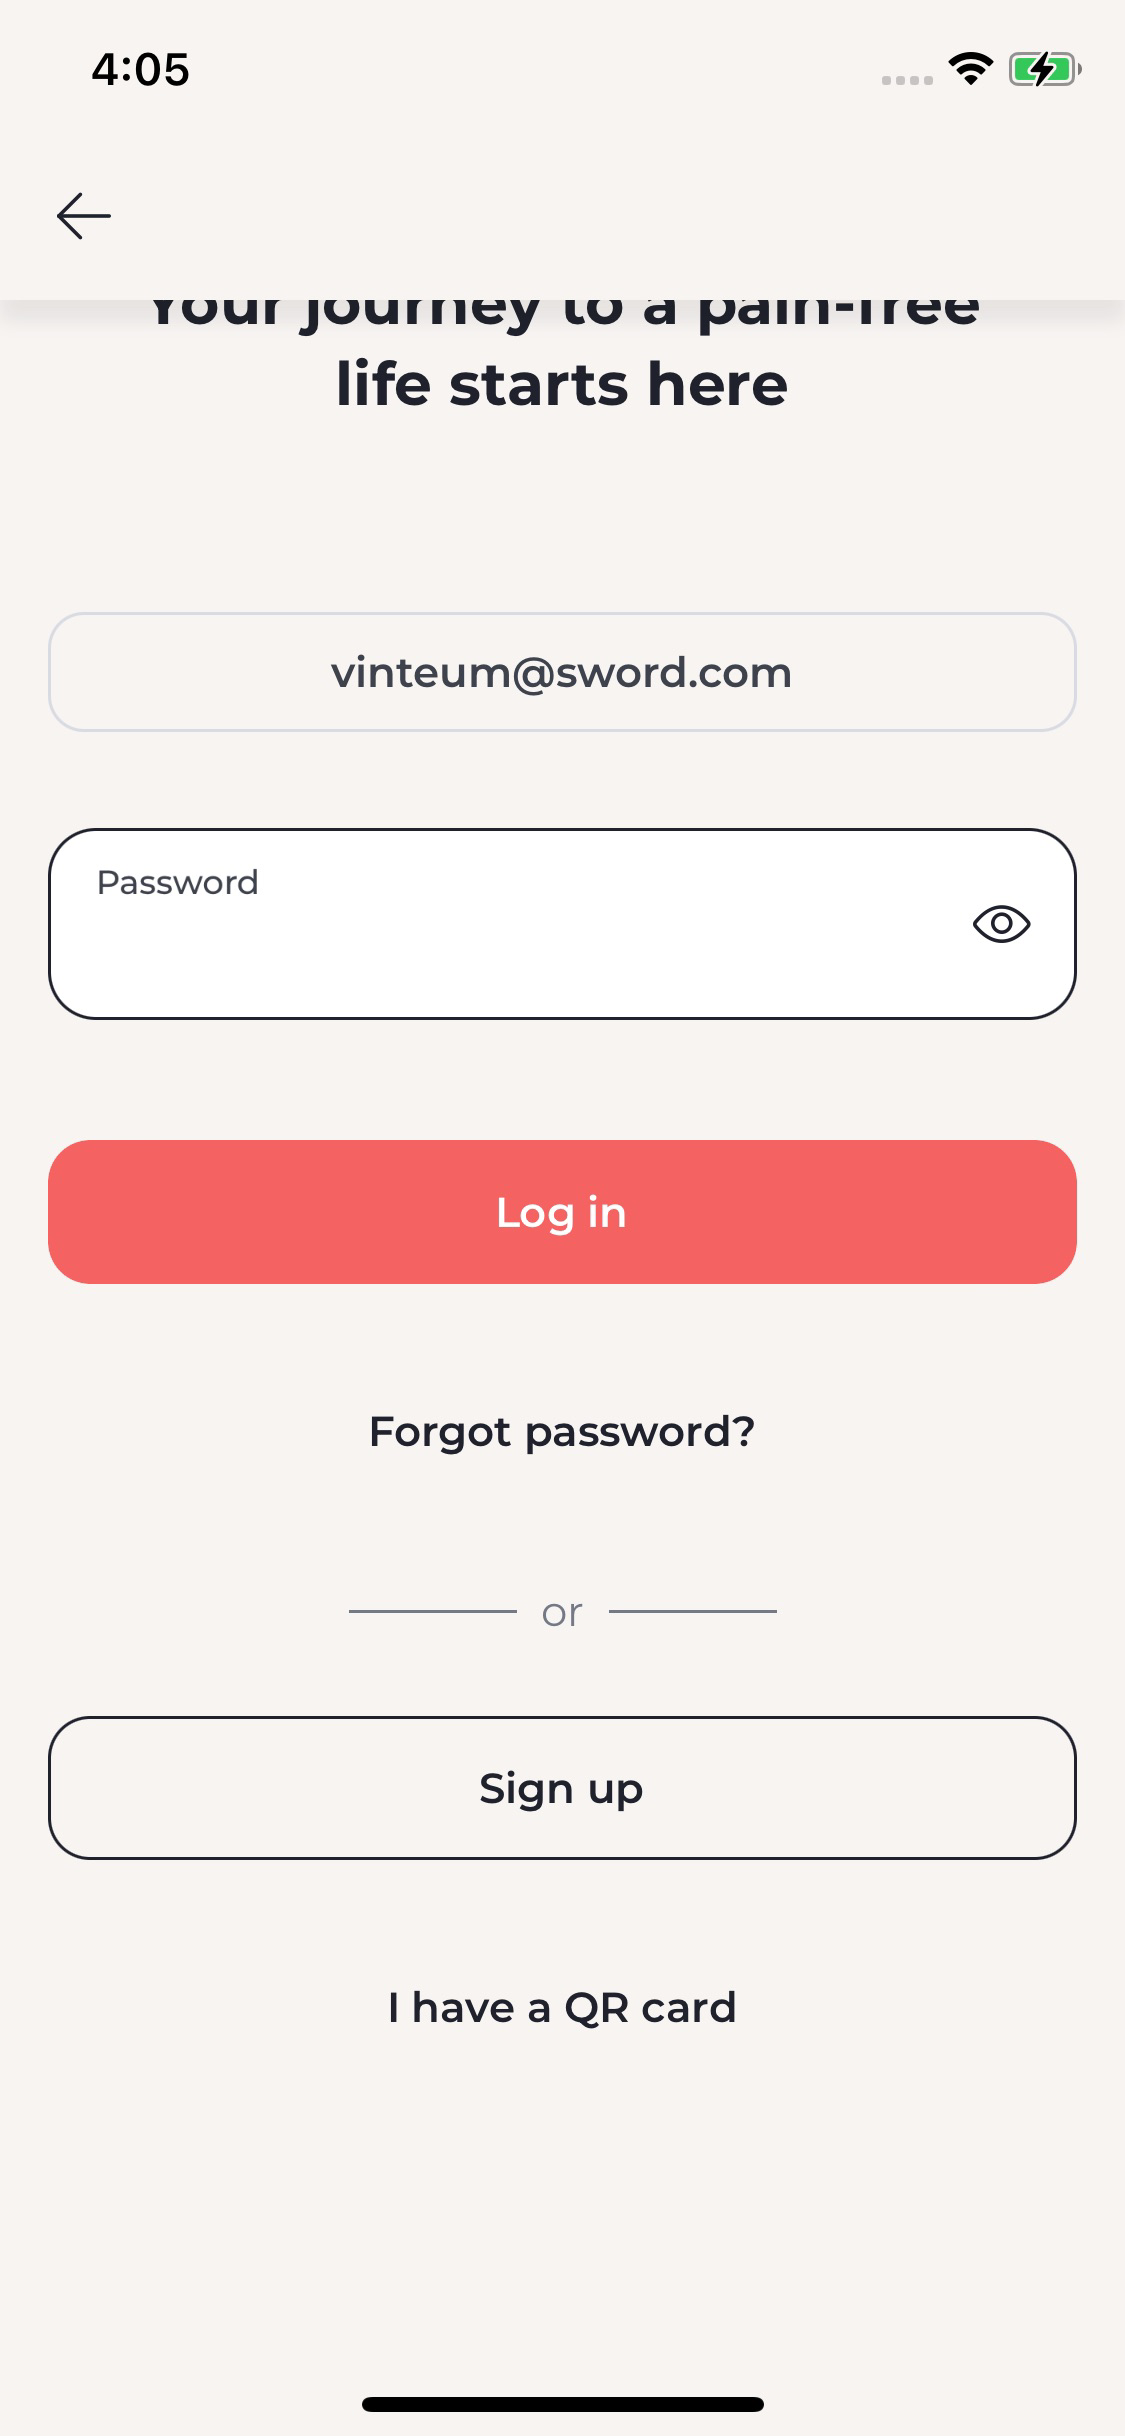 4:05
Your journey to a pain-free
life starts here
vinteum@sword.com
Password
Log in
Forgot password?
or
Sign up
I have a QR card